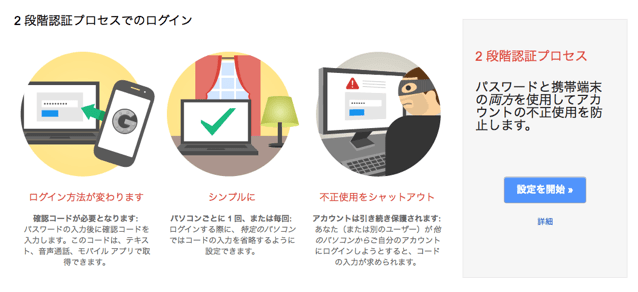 2 段階認証プロセスでのログイン
ログイン方法が変わります
確認コードが必要となります:
パスワードの入力後に確認コードを
入力します。このコードは、テキス
ト、音声通話、モバイル アプリで取
得できます。
シンプルに
パソコンごとに 1 回、または毎回:
ログインする際に、 特定のパソコン
ではコードの入力を省略するように
設定できます。
不正使用をシャットアウト
アカウントは引き続き保護されます:
あなた（または別のユーザー）が 他
のパソコンからご自分のアカウント
にログインしようとすると、コード
の入力が求められます。
2 段階認証プロセス
パスワードと携帯端末
の両方を使用してアカ
ウントの不正使用を防
止します。
設定を開始 »
詳細